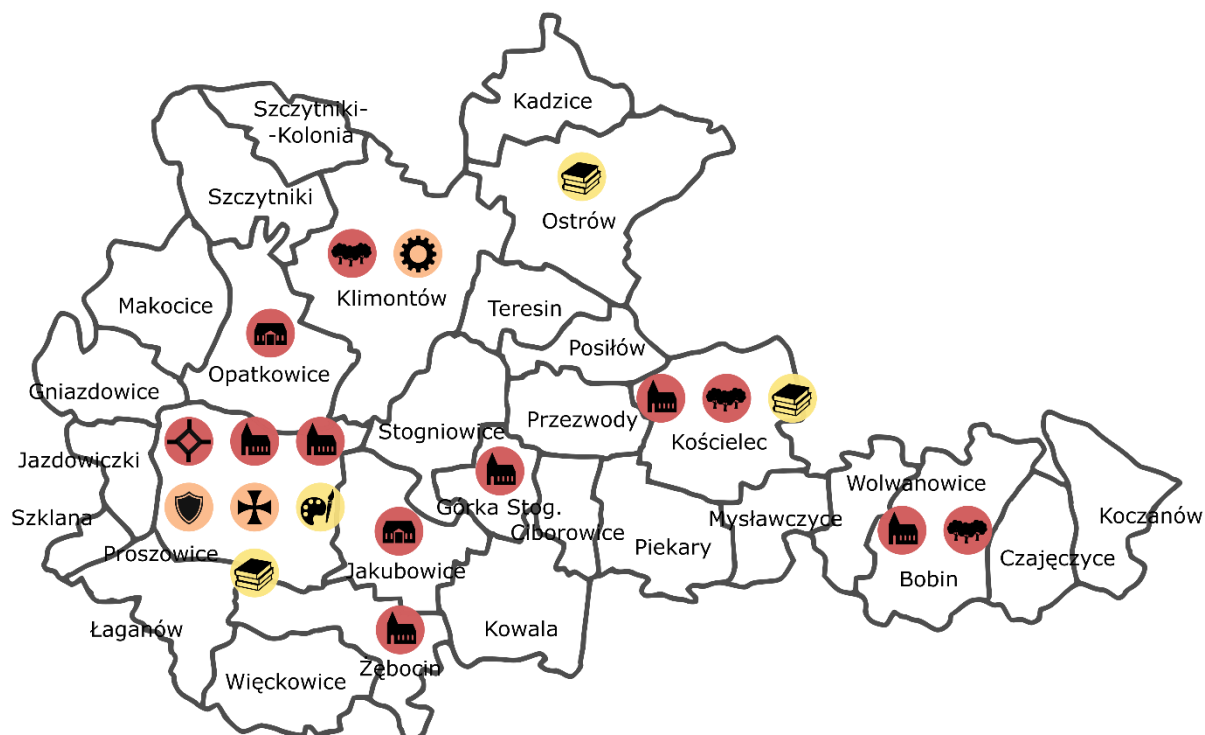 Kadzice
Szczytniki-
-Kolonia
Szczytniki
Ostrów
Klimontów
Makocice
Teresin
Posiłów
Opatkowice
Gniazdowice
Przezwody
Kościelec
Stogniowice
Jazdowiczki
Wolwanowice
Górka Stog.
Koczanów
Szklana
Mysławczyce
Ciborowice
Piekary
Proszowice
Czajęczyce
Jakubowice
Bobin
Łaganów
Kowala
Żębocin
Więckowice